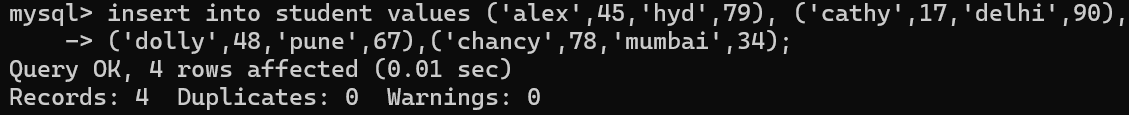 mysql> insert into student values ('alex',45,'hyd',79), ('cathy',17,'delhi',90),
    -> ('dolly',48,'pune',67),('chancy',78,'mumbai',34);
Query OK, 4 rows affected (0.01 sec)
Records: 4  Duplicates: 0  Warnings: 0